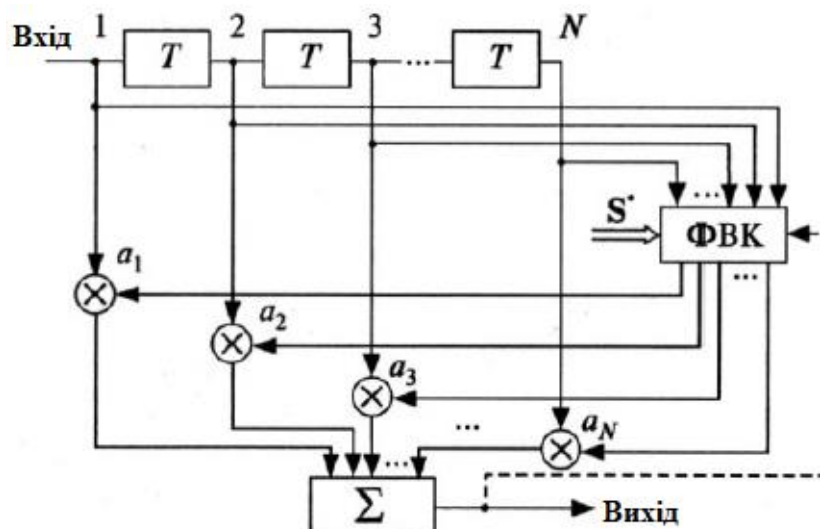 1 2 3 N
Вхід
T T ... T
...
S*
ФВК
...
a1
a2
a3
... aN
...
Σ
Вихід